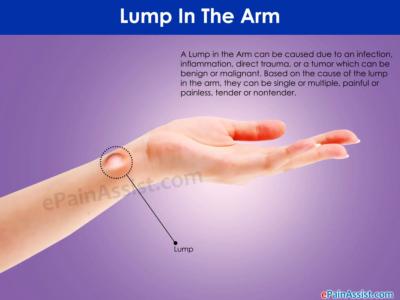 Lump In The Arm
A Lump in the Arm can be caused due to an infection,
inflammation, direct trauma, or a tumor which can be
benign or malignant. Based on the cause of the lump
in the arm, they can be single or multiple, painful or
painless, tender or nontender.
ePainAssist.com
Lump
ePainAssist.com